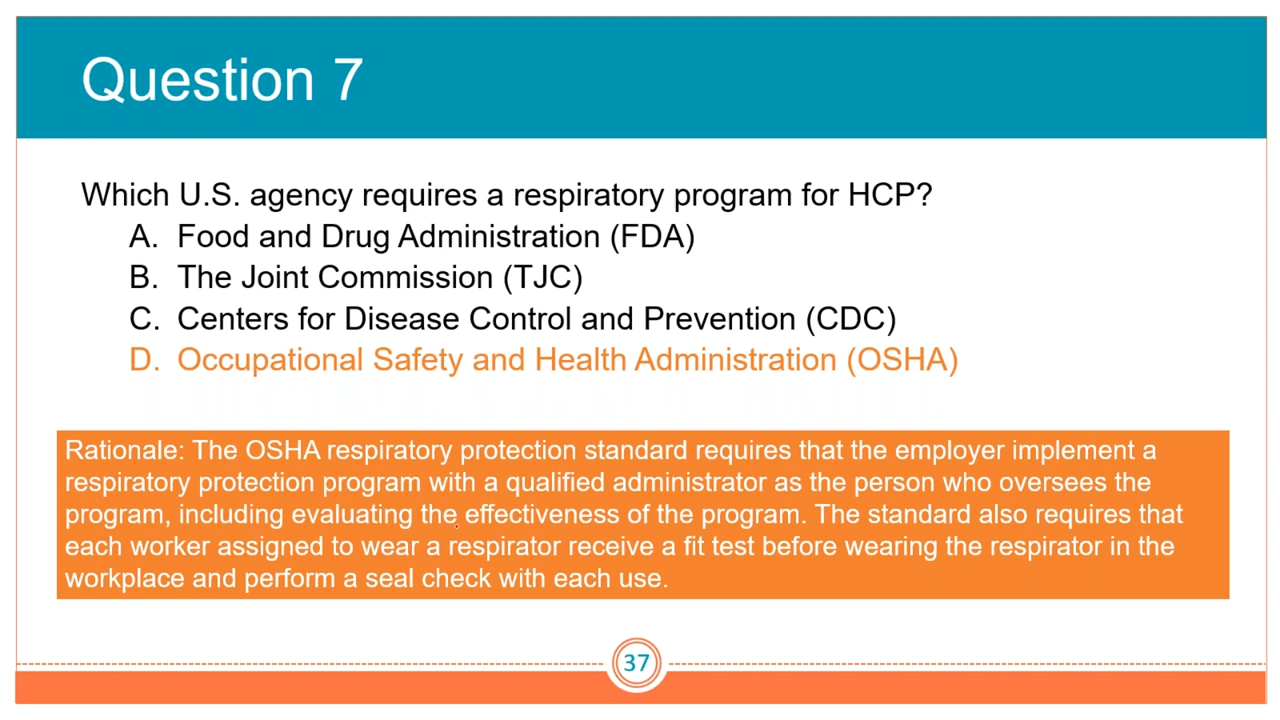 Question 7
Which U.S. agency requires a respiratory program for HCP?
A. Food and Drug Administration (FDA)
B. The Joint Commission (TJC)
C. Centers for Disease Control and Prevention (CDC)
D. Occupational Safety and Health Administration (OSHA)
Rationale: The OSHA respiratory protection standard requires that the employer implement a
respiratory protection program with a qualified administrator as the person who oversees the
program, including evaluating the effectiveness of the program. The standard also requires that
each worker assigned to wear a respirator receive a fit test before wearing the respirator in the
workplace and perform a seal check with each use.
37